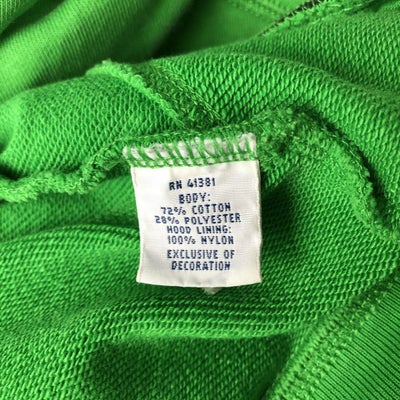 RN 41381
BODY:
72% COTTON
28% POLYESTER
HOOD LINING:
100% NYLON
EXCLUSIVE OF
DECORATION